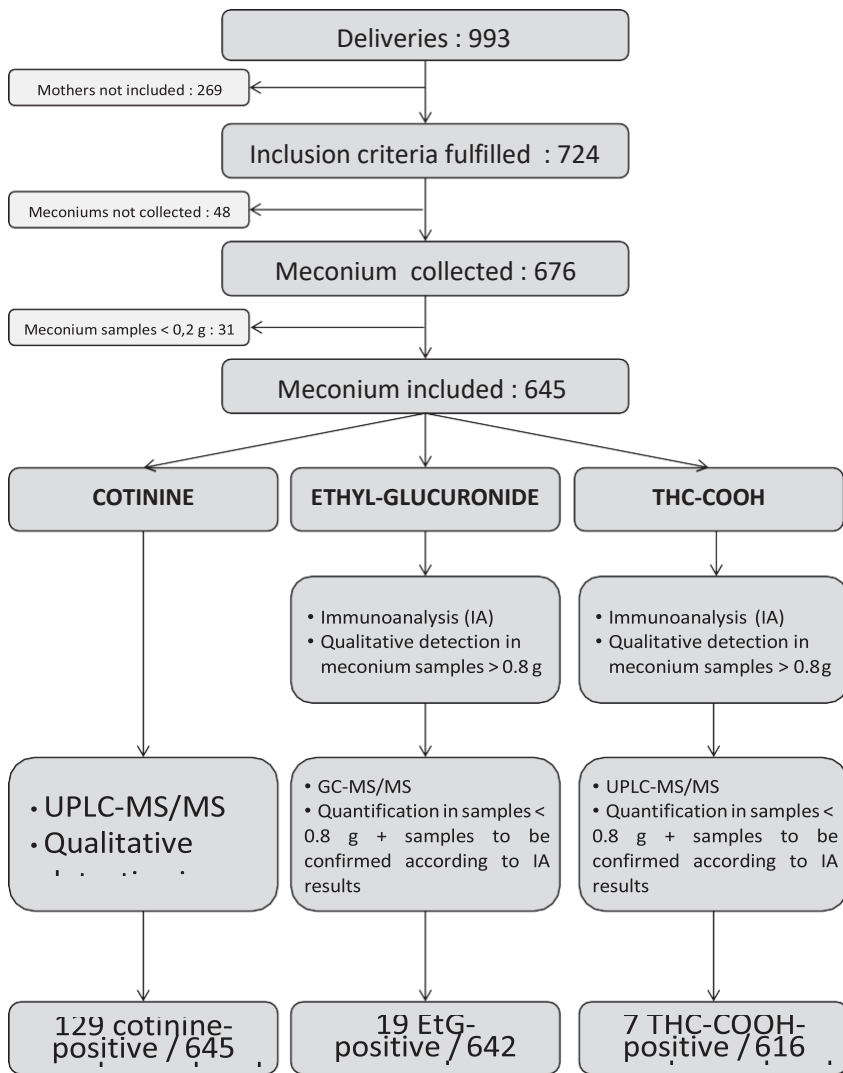 Deliveries : 993
Mothers not included : 269
Inclusion criteria fulfilled : 724
Meconiums not collected : 48
Meconium collected : 676
Meconium samples < 0,2 g : 31
Meconium included : 645
COTININE
ETHYL-GLUCURONIDE
THC-COOH
• Immunoanalysis (IA)
• Qualitative detection in
meconium samples > 0.8 g
• Immunoanalysis (IA)
• Qualitative detection in
meconium samples > 0.8g
• UPLC-MS/MS
• Qualitative
• GC-MS/MS
• Quantification in samples <
0.8 g + samples to be
confirmed according to IA
results
• UPLC-MS/MS
• Quantification in samples <
0.8 g + samples to be
confirmed according to IA
results
129 cotinine-
positive / 645
19 EtG-
positive / 642
7 THC-COOH-
positive / 616